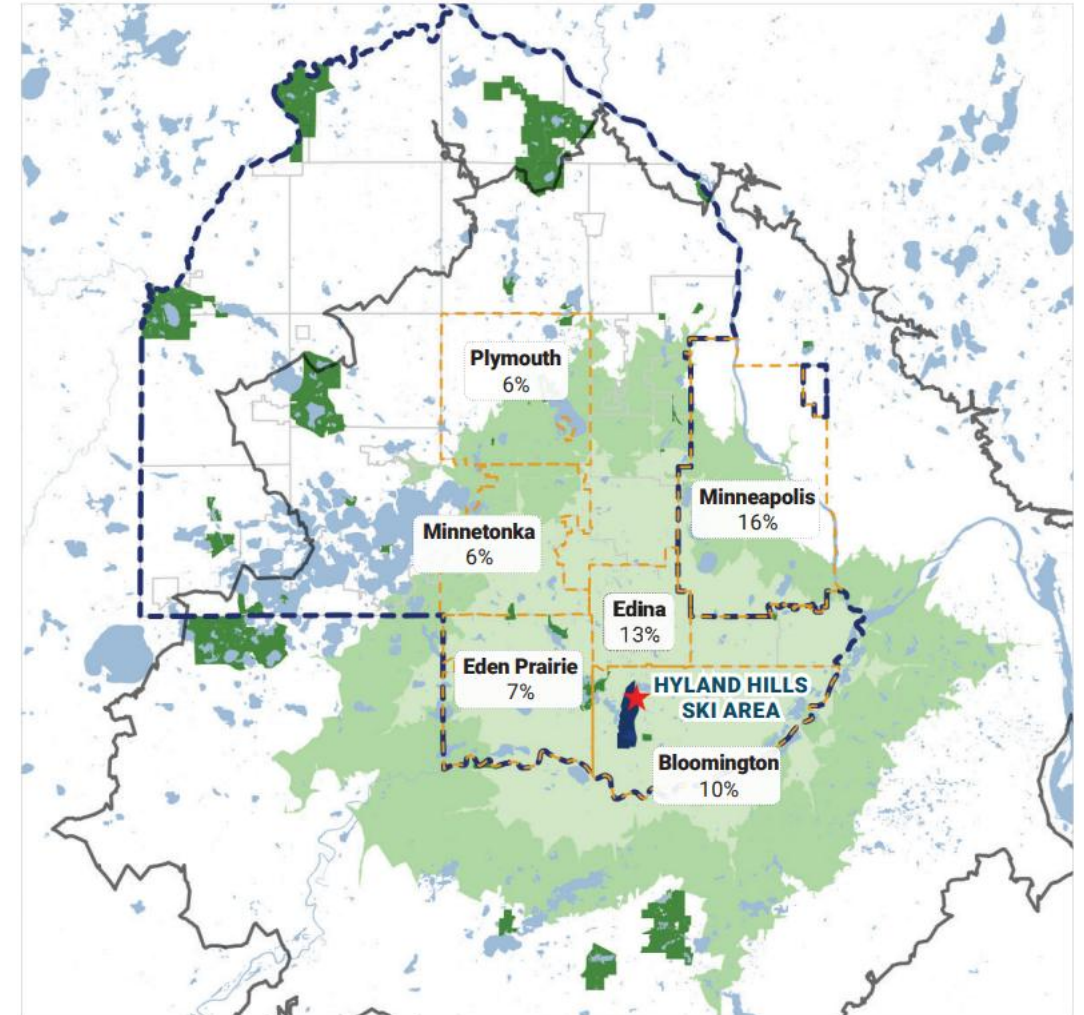 Plymouth
6%
Minneapolis
16%
Minnetonka
6%
Edina
13%
Eden Prairie
7%
HYLAND HILLS
SKI AREA
Bloomington
10%